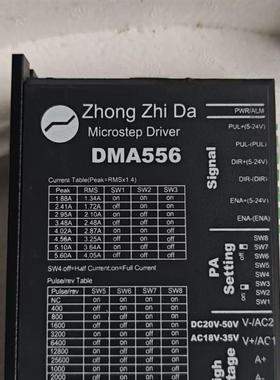 Zhong Zhi Da
Microstep Driver
DMA556
Current Table(Peak=RMSx1.4)
Peak RMS SW1 SW2 SW3
1.88A 1.34A on on on
2.41A 1.72A off on on
2.95A 2.10A on off on
3.48A 2.48A off off on
4.02A 2.87A on on off
4.56A 3.25A off on off
5.10A 3.64A on off off
5.60A 4.05A off off off
SW4:off=Half Current:on=Full Current
Pulse/rev Table
Pulse/rev SW5 SW6 SW7 SW8
NC on on on on
400 off on on on
800 on off on on
1600 off off on on
3200 on on off on
6400 off on off on
12800 on off off on
25600 off off off on
1000 on on on off
2000
PWR/ALM
PUL+(5-24V)
PUL-(PUL)
DIR+(5-24V)
DIR-(DIR)
ENA+(5-24V)
ENA-(ENA)
Signal
SW8
SW7
SW6
SW5
SW4
SW3
SW2
SW1
PA
Setting
off
on
DC20V-50V
AC18V-35V
V-/AC2
V+/AC1
A+